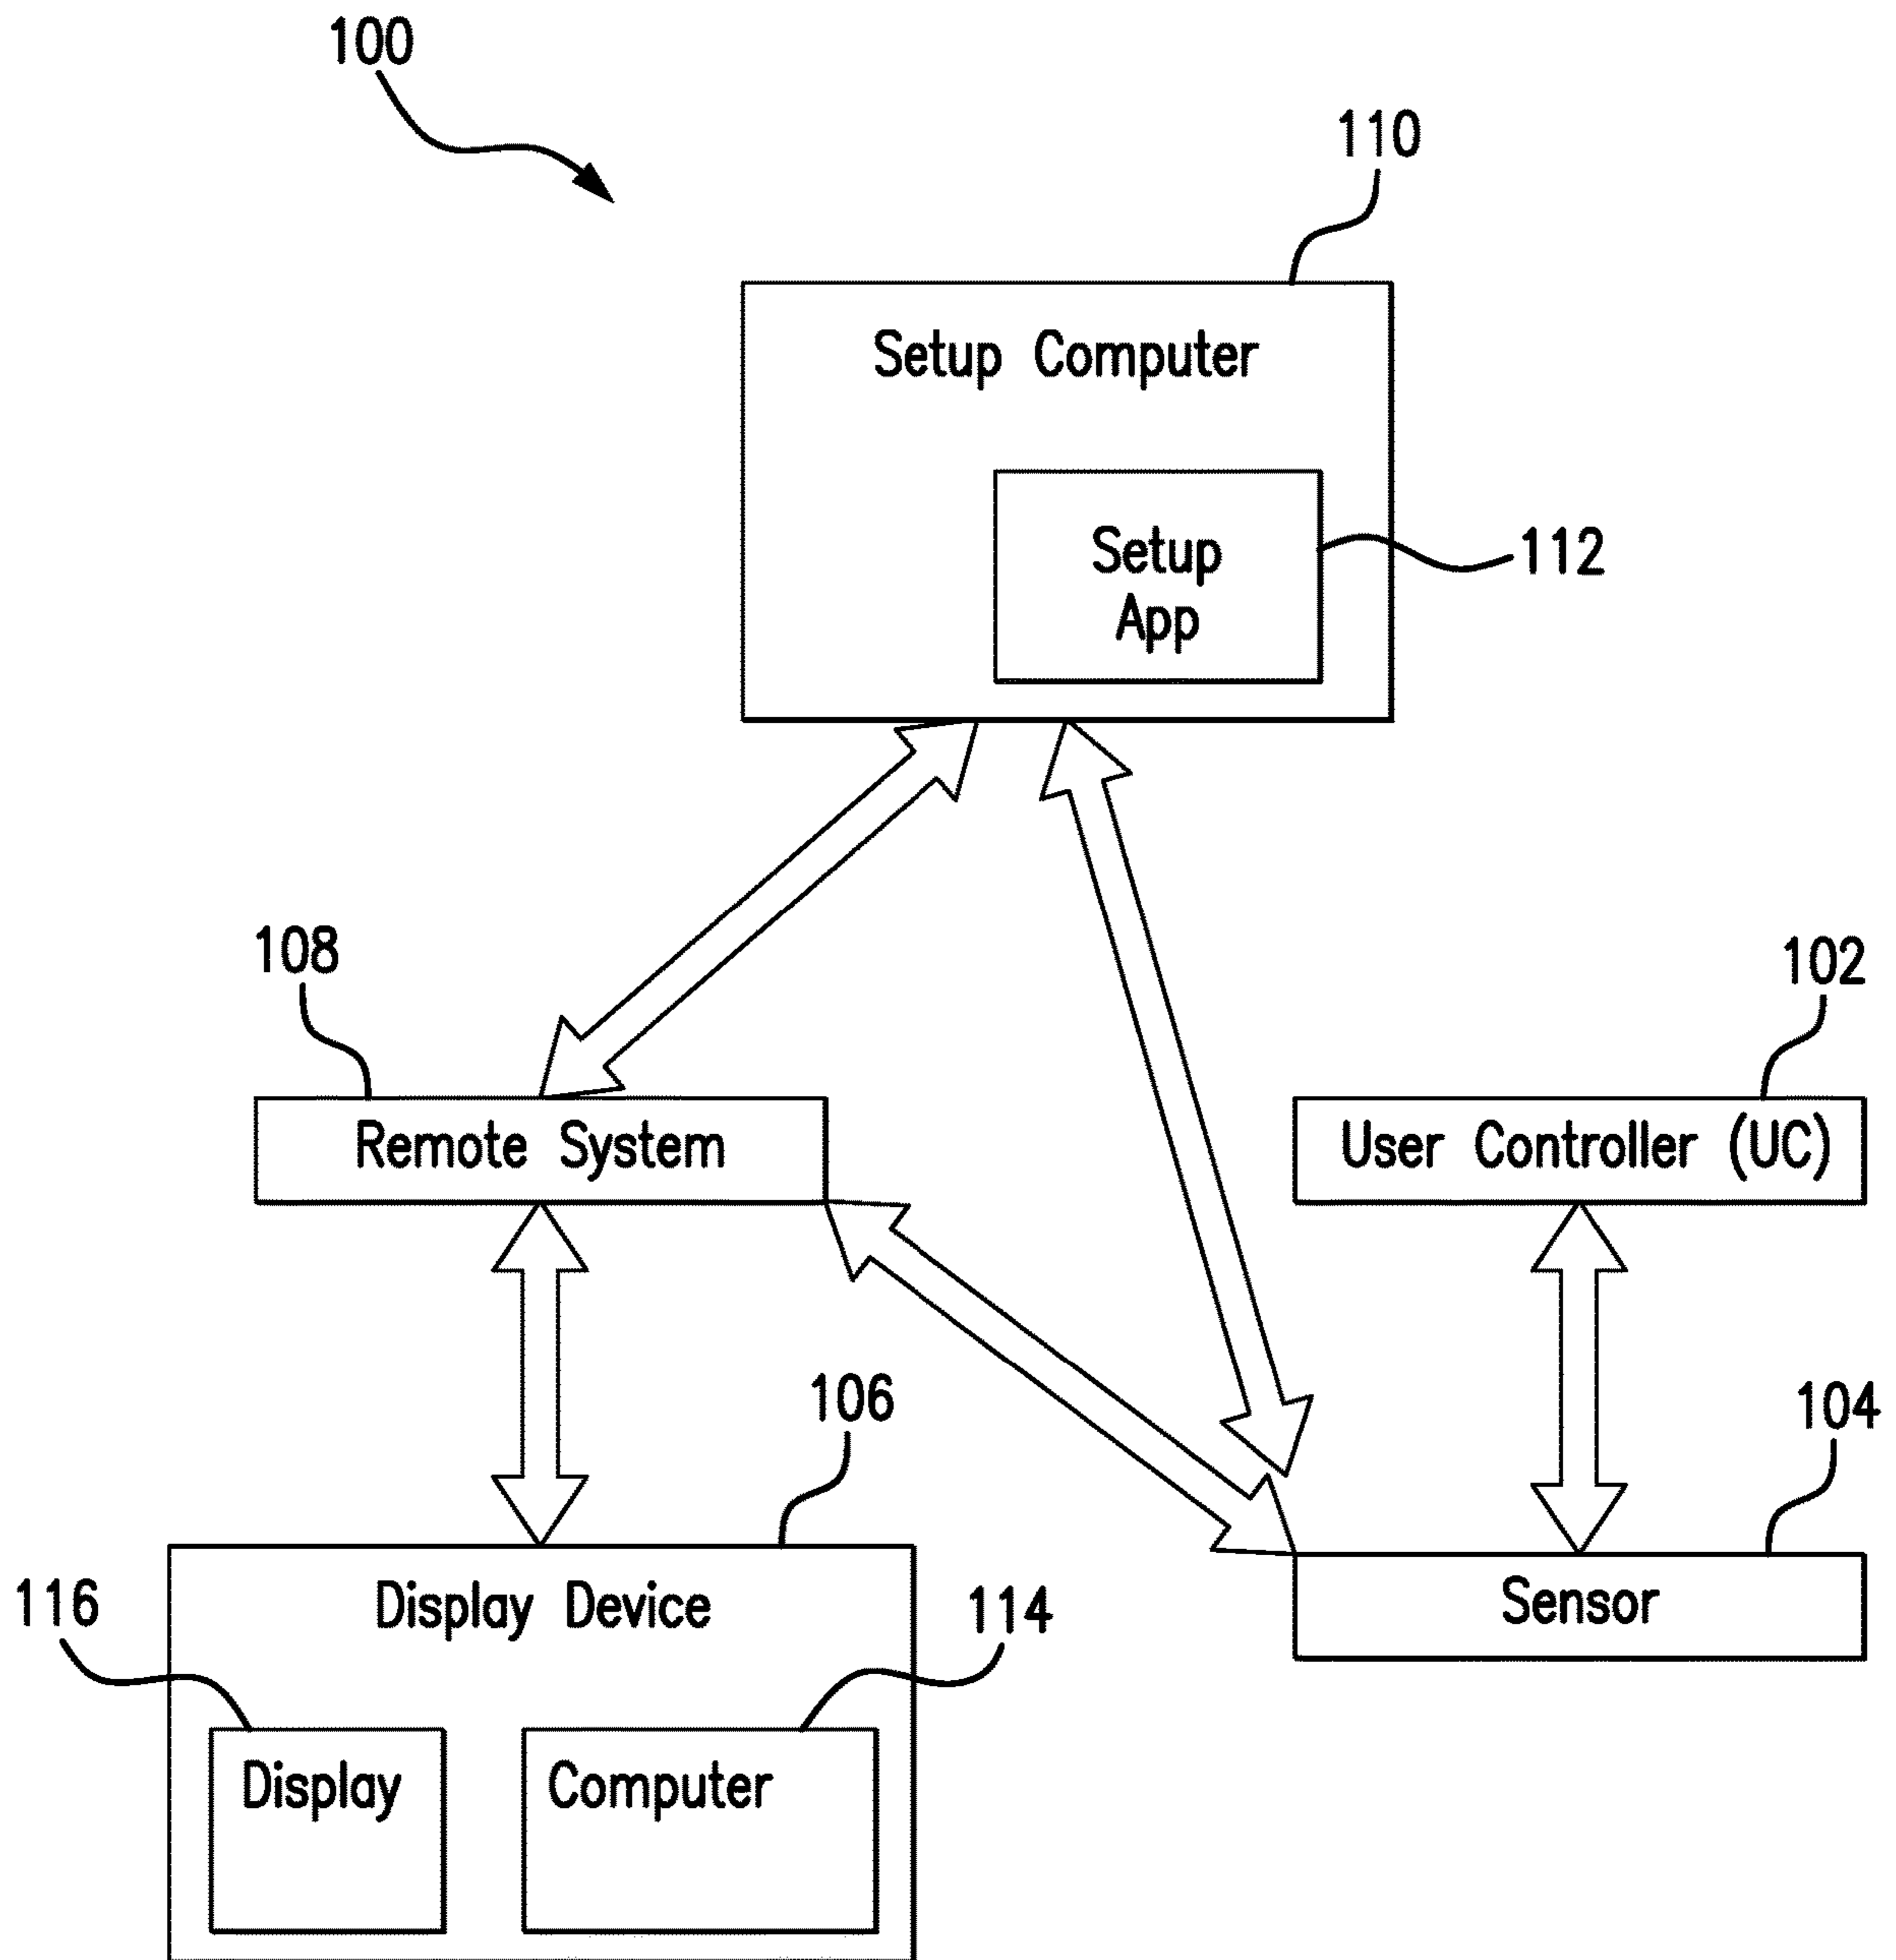 100
110
Setup Computer
Setup
App
112
108
102
Remote System
User Controller (UC)
106
104
116
Display Device
114
Sensor
Display
Computer